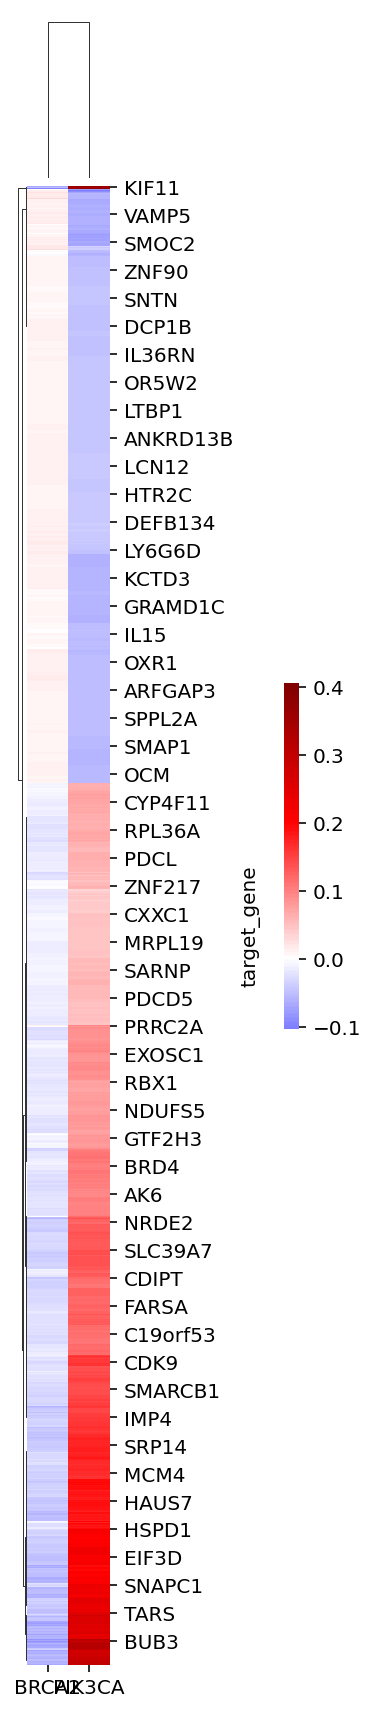 KIF11
VAMP5
SMOC2
ZNF90
SNTN
DCP1B
IL36RN
OR5W2
LTBP1
ANKRD13B
LCN12
HTR2C
DEFB134
LY6G6D
KCTD3
GRAMD1C
IL15
OXR1
ARFGAP3
SPPL2A
SMAP1
OCM
CYP4F11
RPL36A
PDCL
ZNF217
CXXC1
MRPL19
SARNP
PDCD5
PRRC2A
EXOSC1
RBX1
NDUFS5
GTF2H3
BRD4
AK6
NRDE2
SLC39A7
CDIPT
FARSA
C19orf53
CDK9
SMARCB1
IMP4
SRP14
MCM4
HAUS7
HSPD1
EIF3D
SNAPC1
TARS
BUB3
PIK3CA
target_gene
0.4
0.3
0.2
0.1
0.0
−0.1